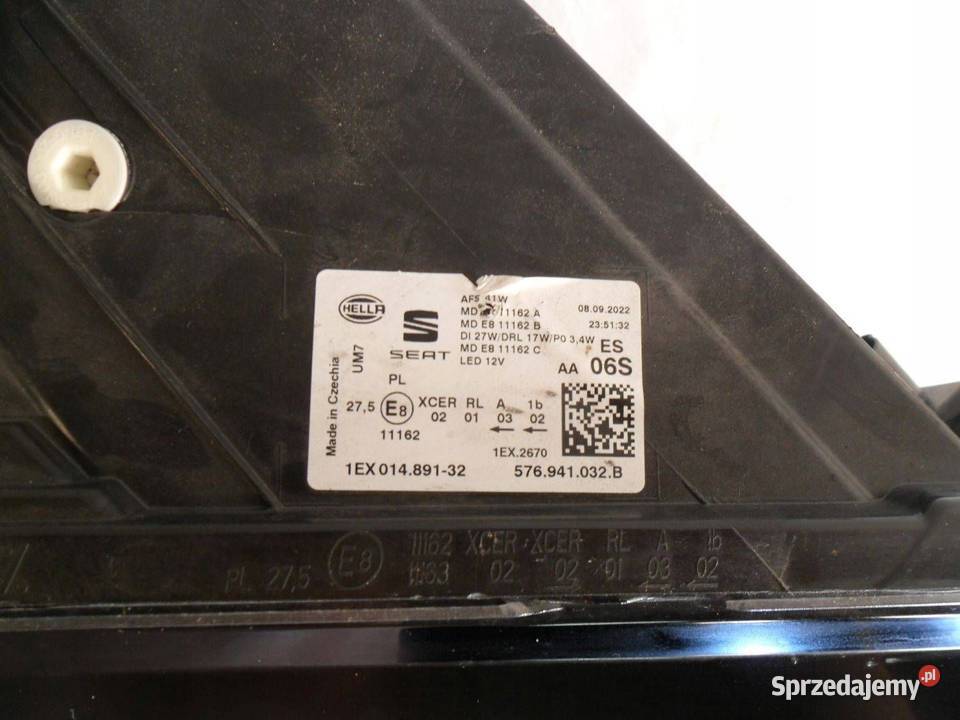 HELLA
SEAT
UM7
Made in Czechia
AFS 41W
MD 11162 A
MD E8 11162 B
DI 27W/DRL 17W/PO 3,4W
MD E8 11162 C
LED 12V
08.09.2022
23:51:32
ES
AA 06S
PL
27,5 E8 XCER RL A 1b
02 01 03 02
11162
1EX.2670
1EX 014.891-32 576.941.032.B
11162 XCER XCER RL A 1b
PL 27,5 E8 11163 02 02 01 03 02
Sprzedajemy.pl